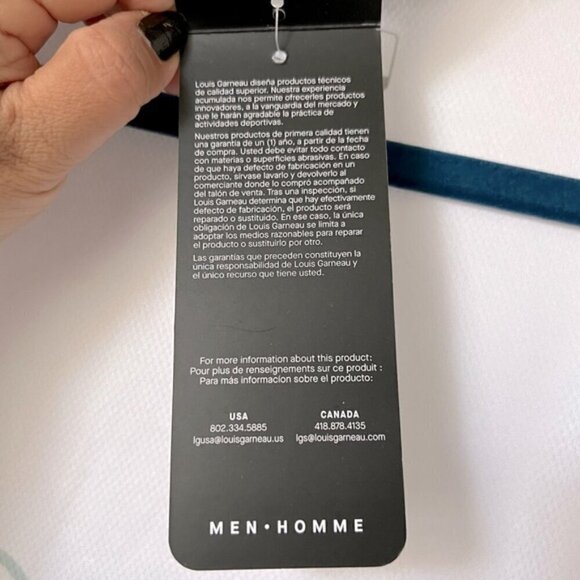 Louis Garneau diseña productos técnicos
de calidad superior. Nuestra experiencia
acumulada nos permite ofrecerles productos
innovadores, a la vanguardia del mercado y
que le harán agradable la práctica de
actividades deportivas.
Nuestros productos de primera calidad tienen
una garantía de un (1) año, a partir de la fecha
de compra. Usted debe evitar todo contacto
con materias o superficies abrasivas. En caso
de que haya defecto de fabricación en un
producto, sírvase lavarlo y devolverlo al
comerciante donde lo compró acompañado
del talón de venta. Tras una inspección, si
Louis Garneau determina que hay efectivamente
defecto de fabricación, el producto será
reparado o sustituido. En ese caso, la única
obligación de Louis Garneau se limita a
adoptar los medios razonables para reparar
el producto o sustituirlo por otro.
Las garantías que preceden constituyen la
única responsabilidad de Louis Garneau y
el único recurso que tiene usted.
For more information about this product:
Pour plus de renseignements sur ce produit :
Para más informacion sobre el producto:
USA
802.334.5885
lgusa@louisgarneau.us
CANADA
418.878.4135
lgs@louisgarneau.com
MEN • HOMME